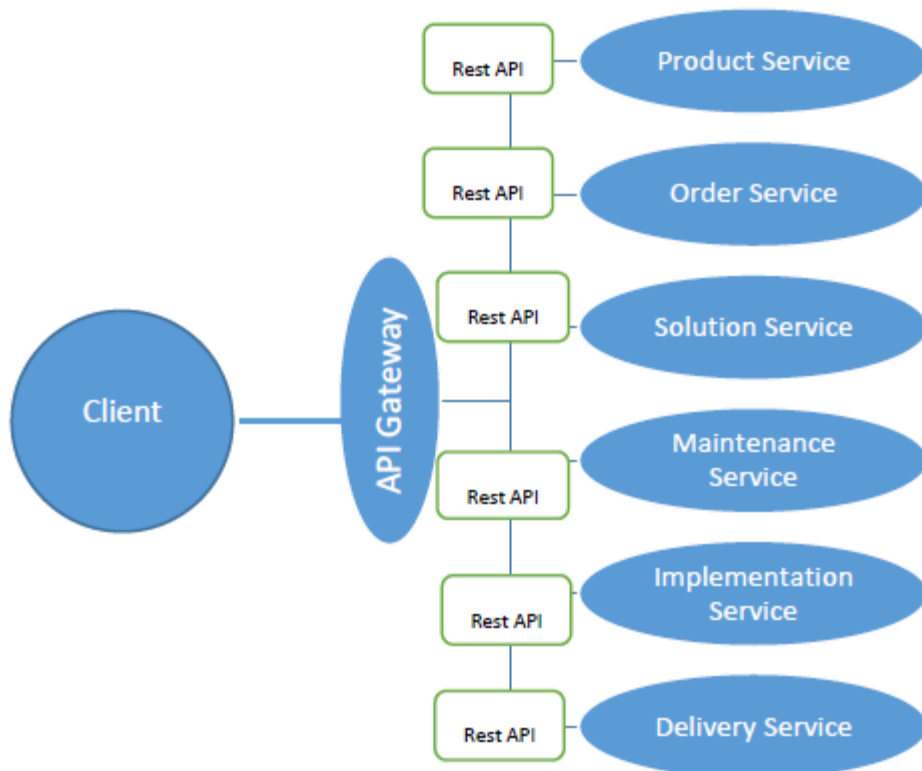 Rest API
Product Service
Rest API
Order Service
Rest API
Solution Service
Client
API Gateway
Rest API
Maintenance
Service
Rest API
Implementation
Service
Rest API
Delivery Service